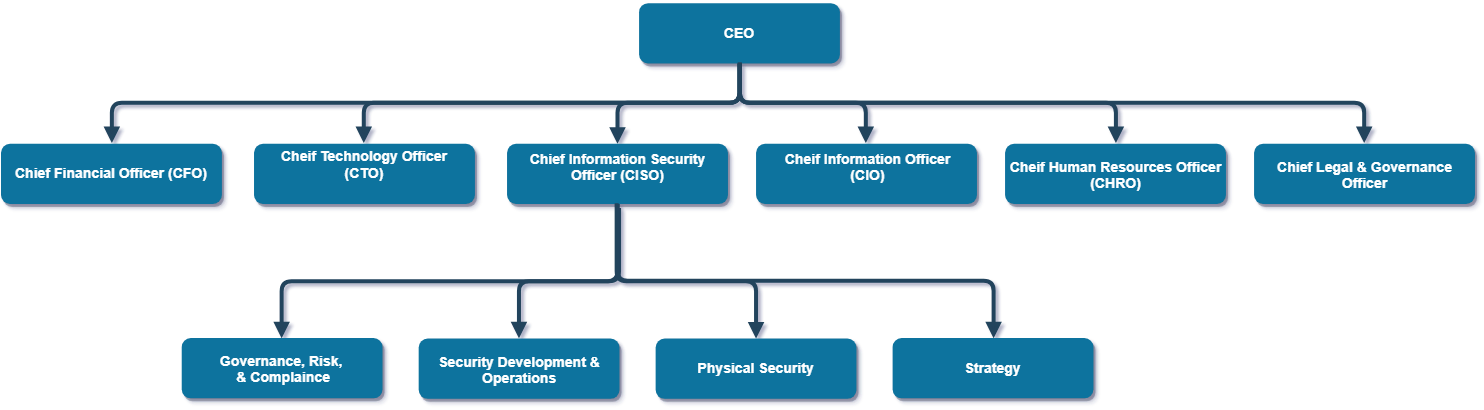 CEO
Chief Financial Officer (CFO)
Cheif Technology Officer
(CTO)
Chief Information Security
Officer (CISO)
Cheif Information Officer
(CIO)
Cheif Human Resources Officer
(CHRO)
Chief Legal & Governance
Officer
Governance, Risk,
& Complaince
Security Development &
Operations
Physical Security
Strategy